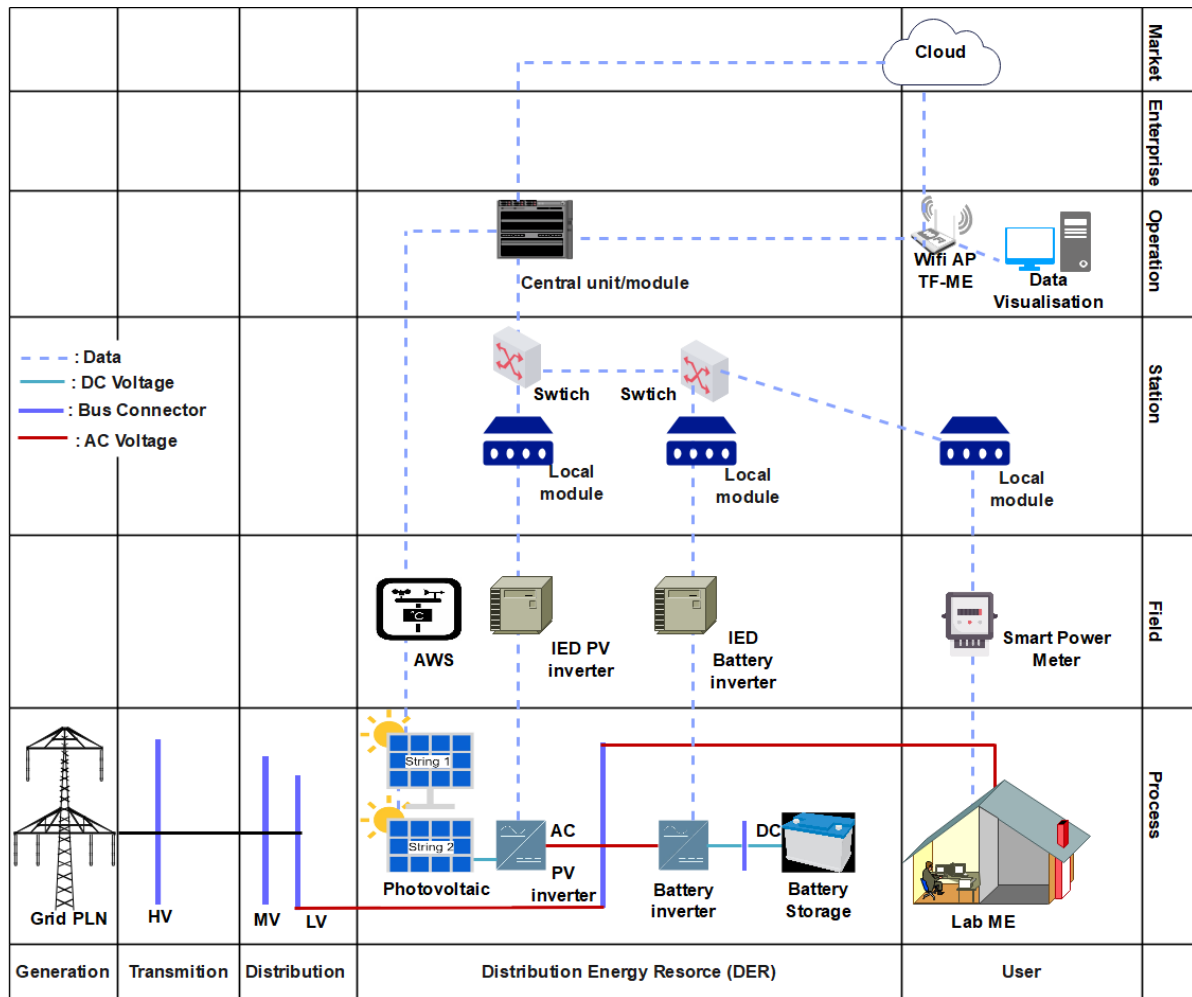 Cloud
Market
Enterprise
Central unit/module
Wifi AP
TF-ME
Data
Visualisation
Operation
: Data
: DC Voltage
: Bus Connector
: AC Voltage
Swtich
Swtich
Local
module
Local
module
Local
module
Station
°C
AWS
IED PV
inverter
IED
Battery
inverter
Smart Power
Meter
Field
String 1
String 2
Photovoltaic
AC
PV
inverter
DC
Battery
inverter
Battery
Storage
Grid PLN
HV
MV
LV
Lab ME
Process
Generation
Transmition
Distribution
Distribution Energy Resorce (DER)
User